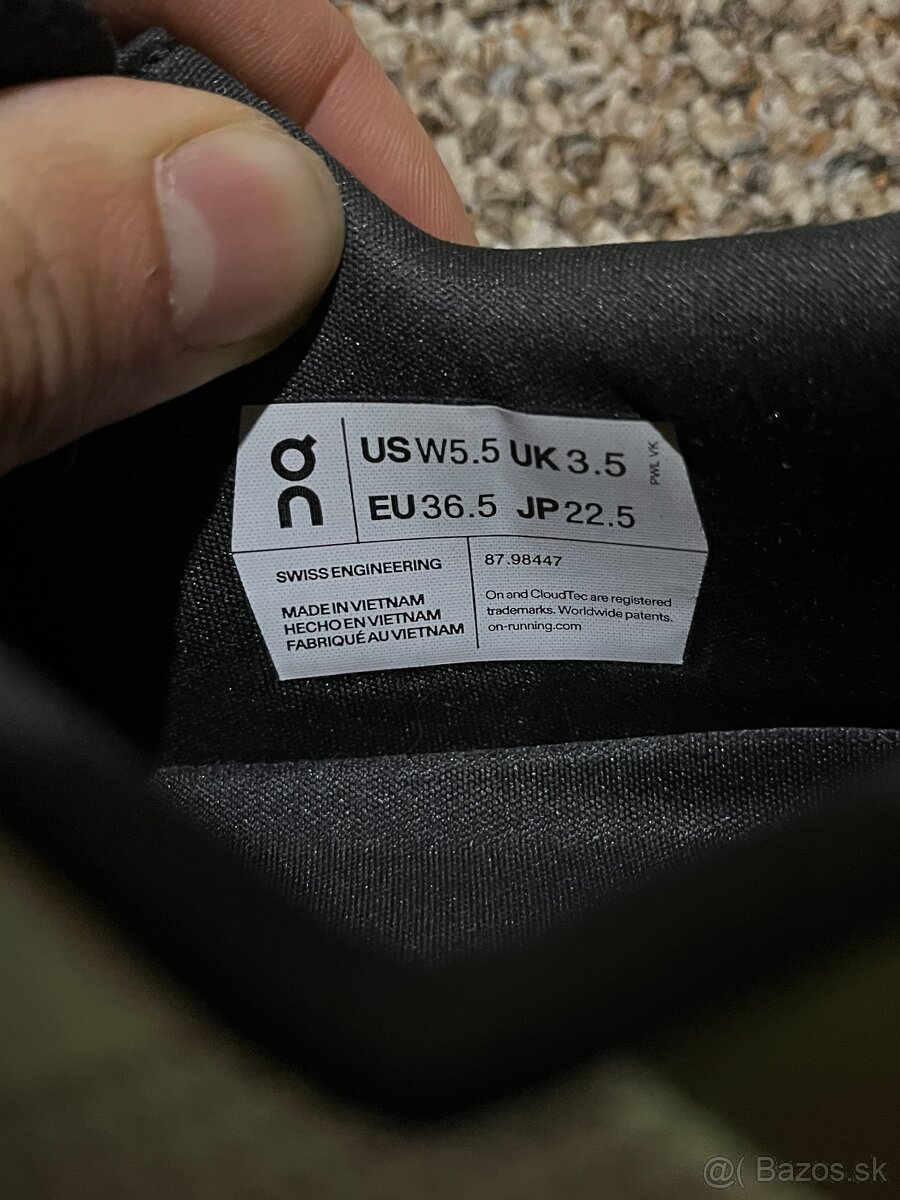 On
US W5.5 UK 3.5
EU 36.5 JP 22.5
PWL VK
SWISS ENGINEERING
MADE IN VIETNAM
HECHO EN VIETNAM
FABRIQUÉ AU VIETNAM
87.98447
On and CloudTec are registered
trademarks. Worldwide patents.
on-running.com
@( Bazos.sk